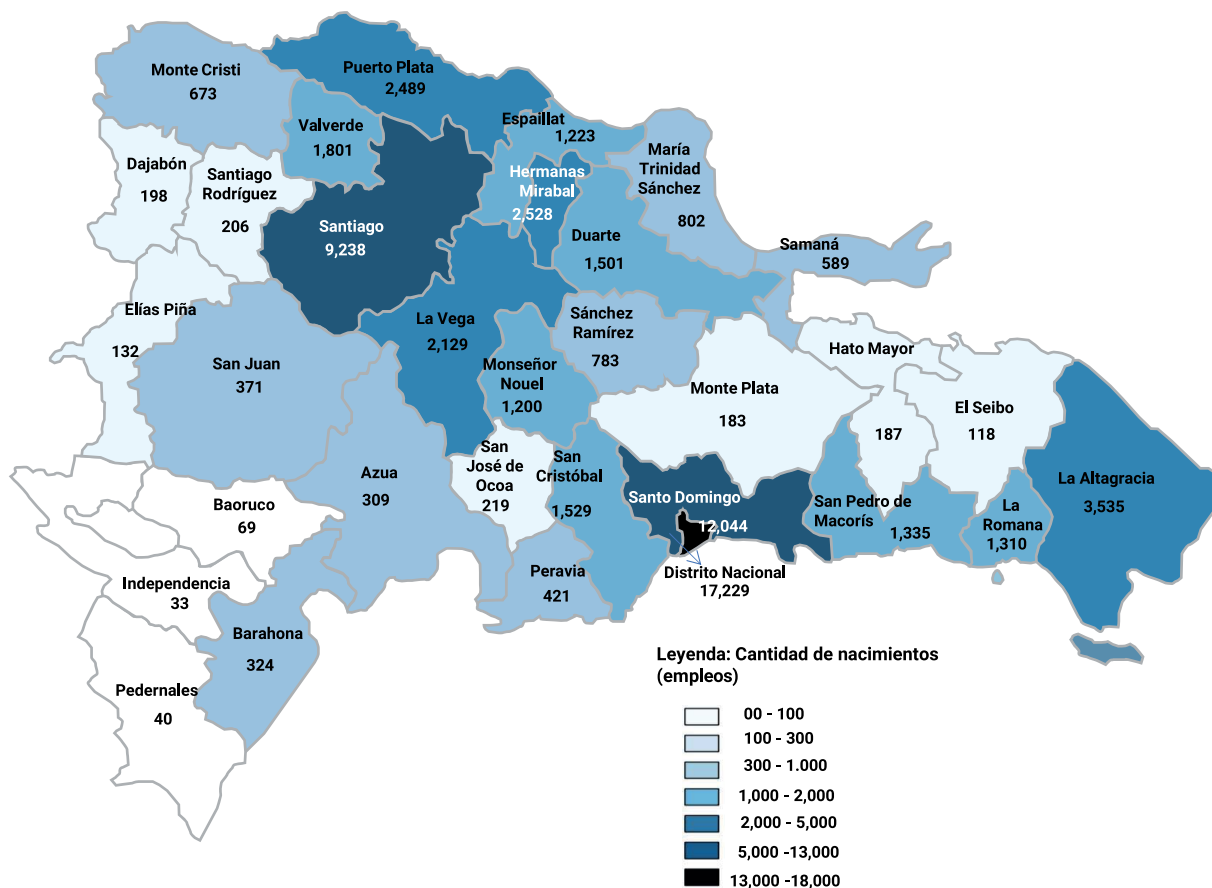 Monte Cristi
673
Puerto Plata
2,489
Valverde
1,801
Espaillat
1,223
María
Trinidad
Sánchez
802
Dajabón
198
Santiago
Rodríguez
206
Hermanas
Mirabal
2,528
Santiago
9,238
Duarte
1,501
Samaná
589
Elías Piña
132
La Vega
2,129
Sánchez
Ramírez
783
Hato Mayor
187
San Juan
371
Monseñor
Nouel
1,200
Monte Plata
183
El Seibo
118
San
José de
Ocoa
219
San
Cristóbal
1,529
Azua
309
Baoruco
69
Santo Domingo
12,044
San Pedro de
Macorís
1,335
La
Romana
1,310
La Altagracia
3,535
Independencia
33
Peravia
421
Distrito Nacional
17,229
Barahona
324
Pedernales
40
Leyenda: Cantidad de nacimientos
(empleos)
00 - 100
100 - 300
300 - 1.000
1,000 - 2,000
2,000 - 5,000
5,000 -13,000
13,000 -18,000